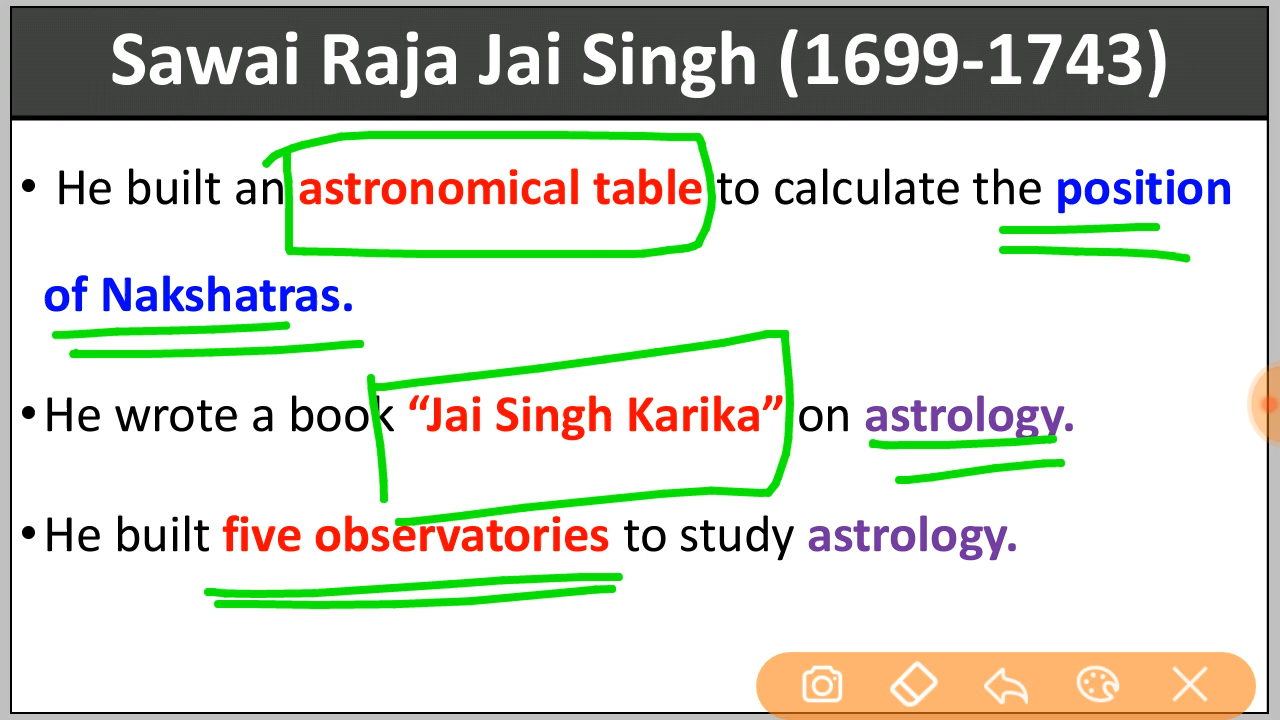 Sawai Raja Jai Singh (1699-1743)
• He built an astronomical table to calculate the position
of Nakshatras.
• He wrote a book “Jai Singh Karika” on astrology.
• He built five observatories to study astrology.